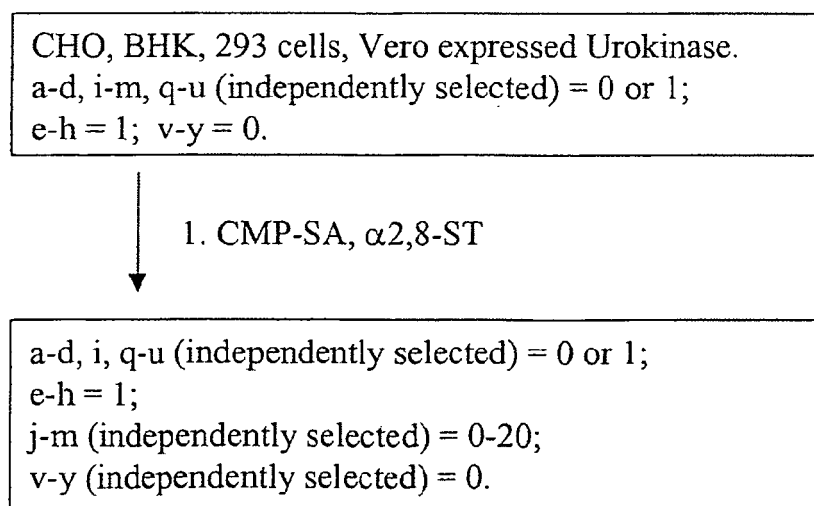 CHO, BHK, 293 cells, Vero expressed Urokinase.
a-d, i-m, q-u (independently selected) = 0 or 1;
e-h = 1; v-y = 0.
1. CMP-SA, α2,8-ST
a-d, i, q-u (independently selected) = 0 or 1;
e-h = 1;
j-m (independently selected) = 0-20;
v-y (independently selected) = 0.